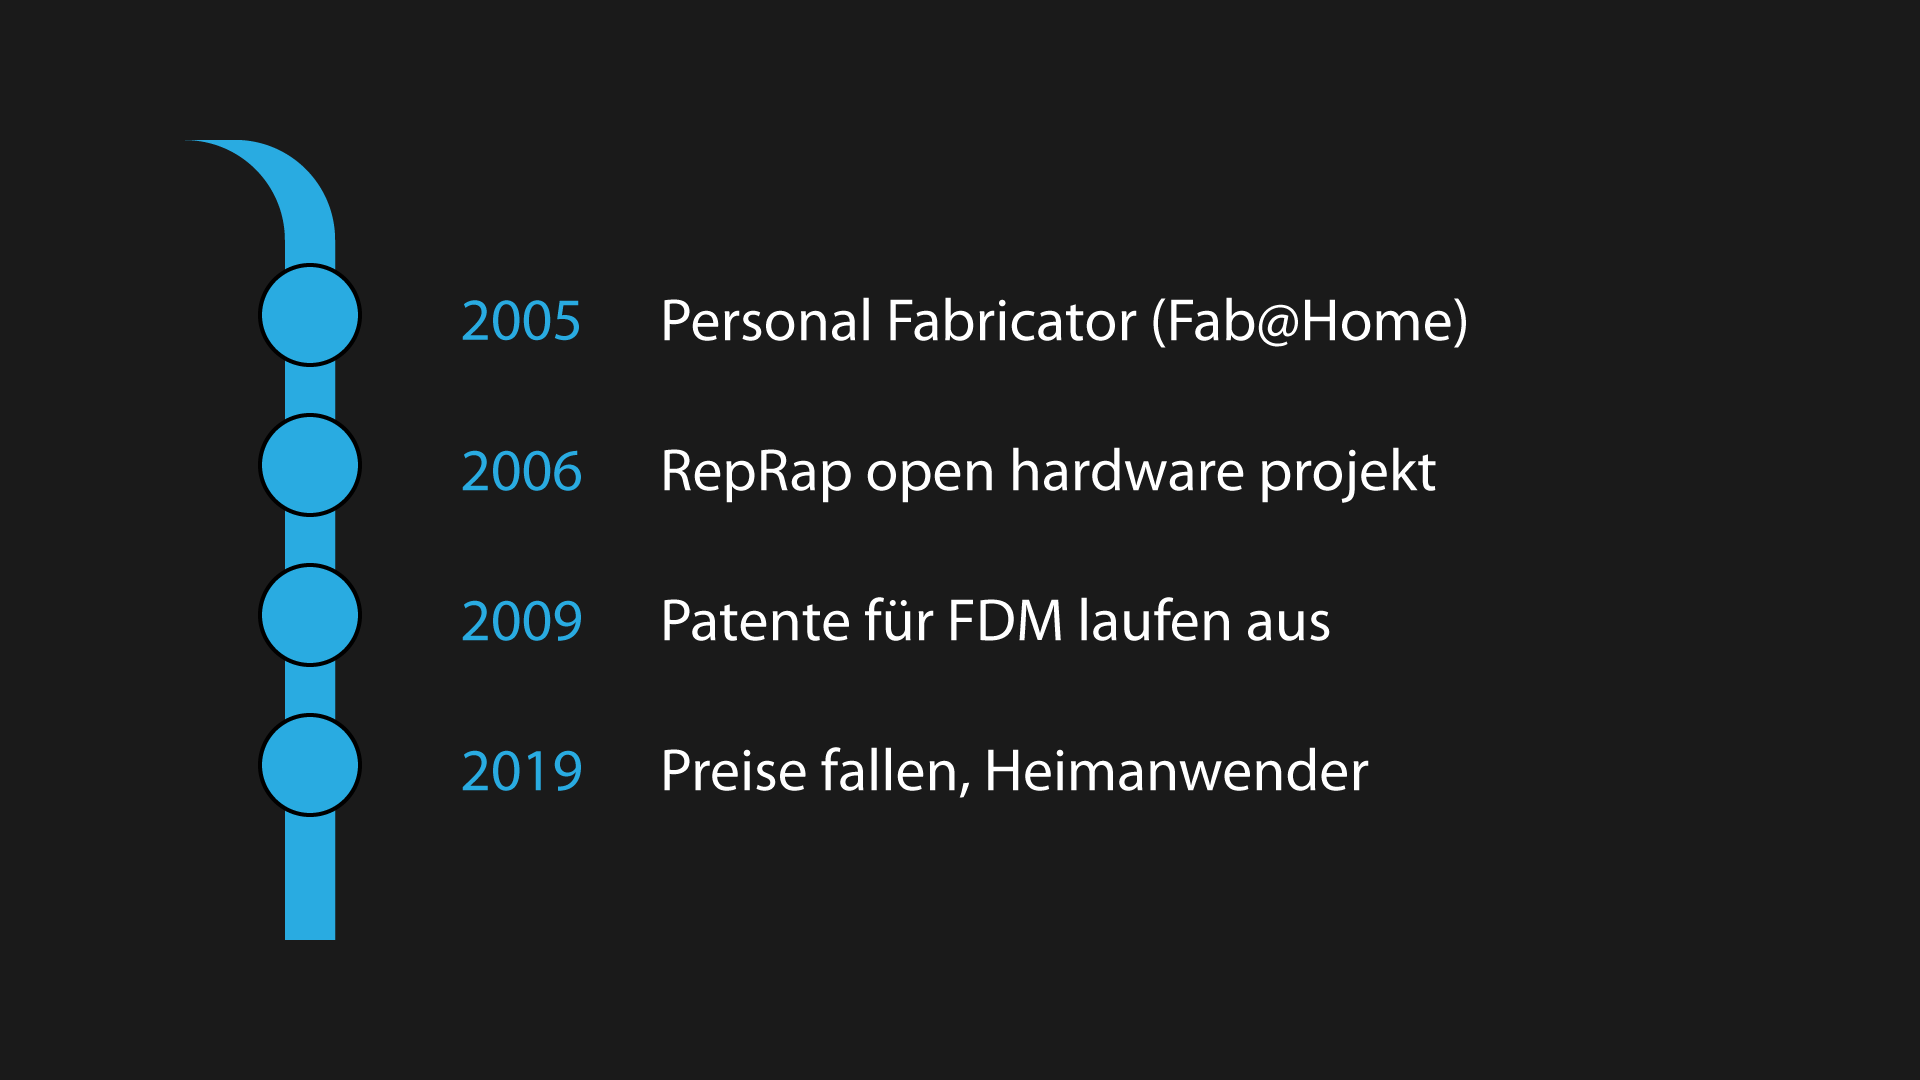 2005 Personal Fabricator (Fab@Home)
2006 RepRap open hardware projekt
2009 Patente für FDM laufen aus
2019 Preise fallen, Heimanwender